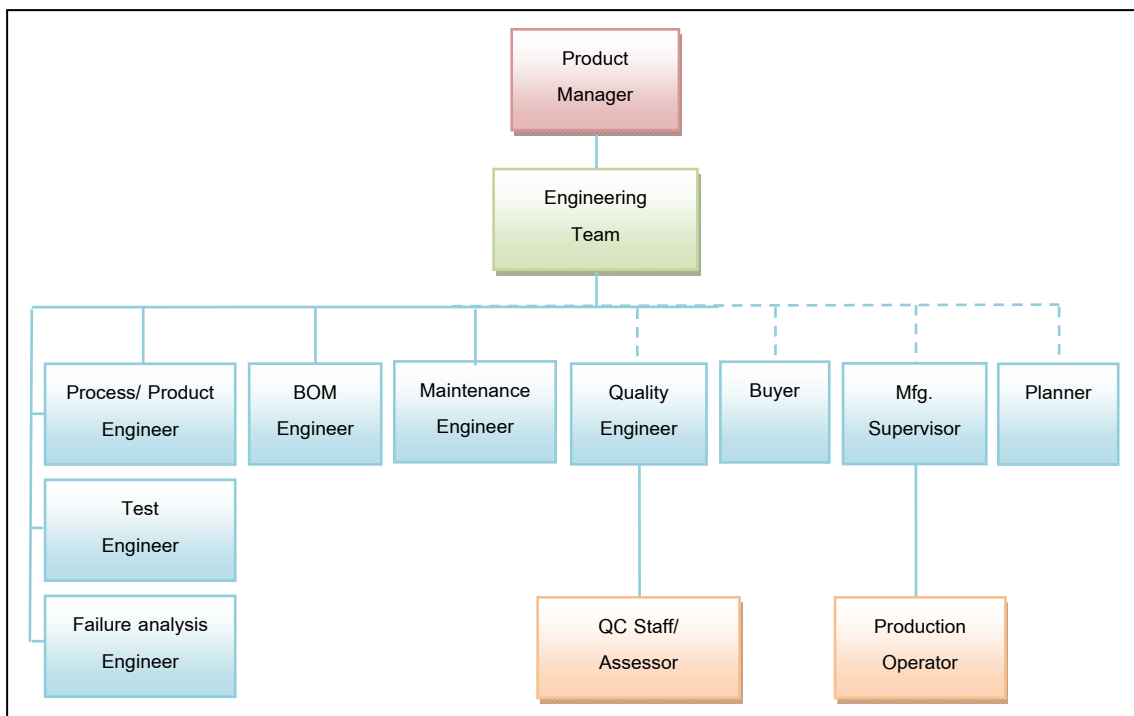 Product
Manager
Engineering
Team
Process/ Product
Engineer
BOM
Engineer
Maintenance
Engineer
Quality
Engineer
Buyer
Mfg.
Supervisor
Planner
Test
Engineer
Failure analysis
Engineer
QC Staff/
Assessor
Production
Operator